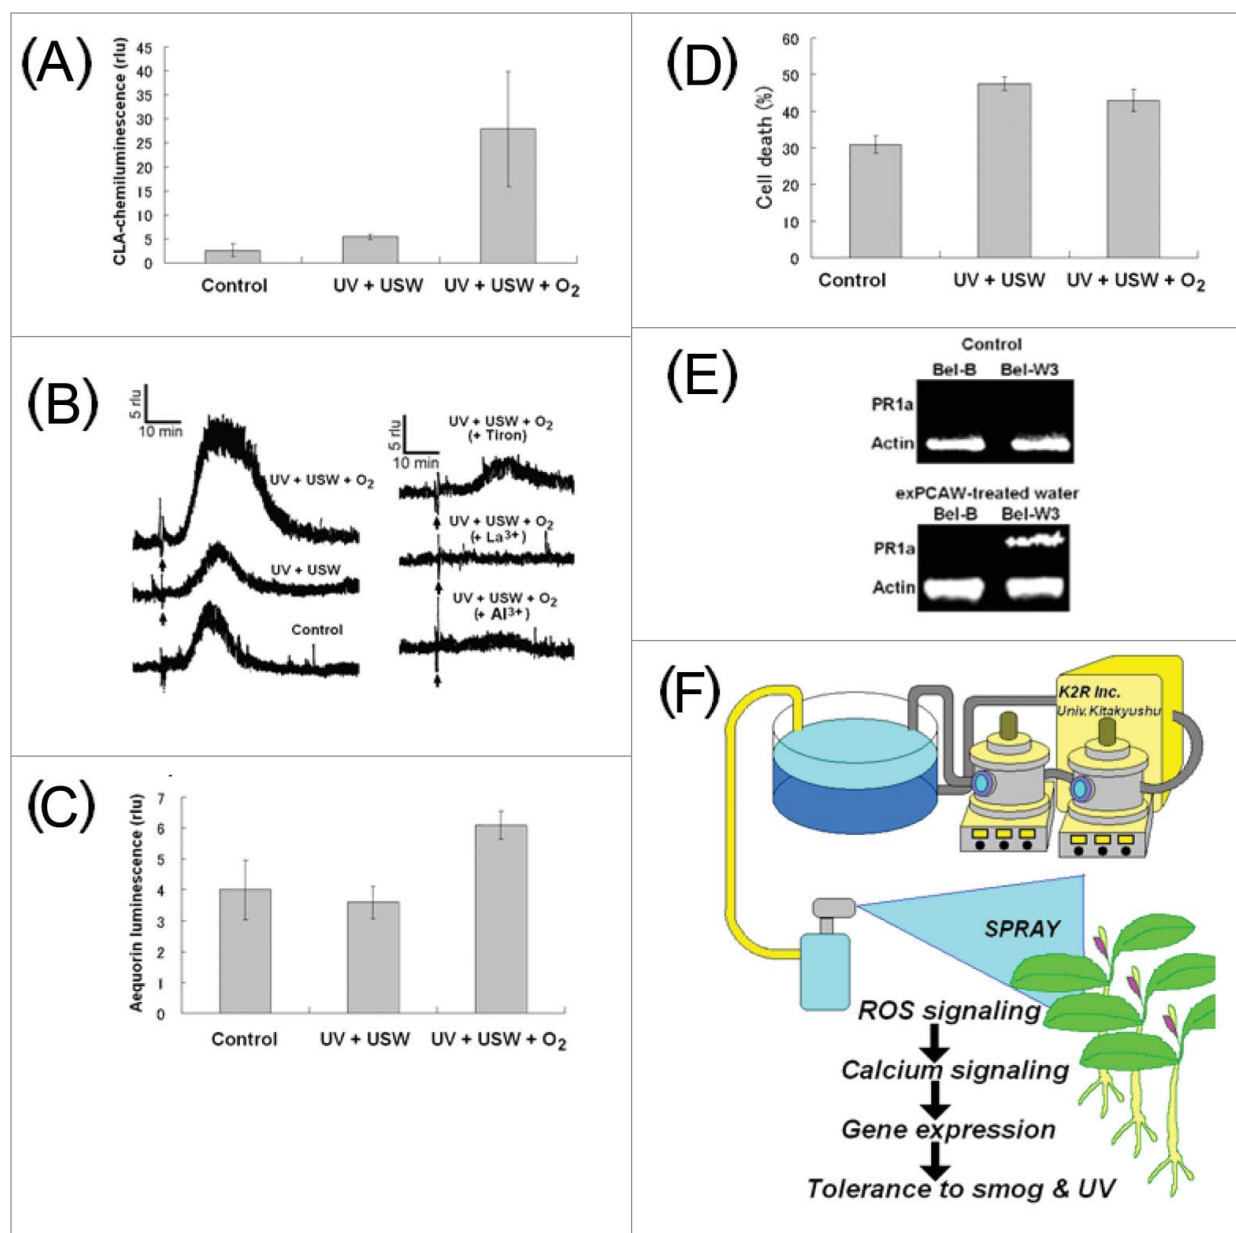 (A)
CLA-chemiluminescence (rlu)
45
40
35
30
25
20
15
10
5
0
Control
UV + USW
UV + USW + O2
(B)
5 rlu
10 min
UV + USW + O2
UV + USW
Control
5 rlu
10 min
UV + USW + O2
(+ Tiron)
UV + USW + O2
(+ La3+)
UV + USW + O2
(+ Al3+)
(C)
Aequorin luminescence (rlu)
7
6
5
4
3
2
1
0
Control
UV + USW
UV + USW + O2
(D)
Cell death (%)
60
50
40
30
20
10
0
Control
UV + USW
UV + USW + O2
(E)
Control
Bel-B Bel-W3
PR1a
Actin
exPCAW-treated water
Bel-B Bel-W3
PR1a
Actin
(F)
K2R Inc.
Univ. Kitakyushu
SPRAY
ROS signaling
Calcium signaling
Gene expression
Tolerance to smog & UV